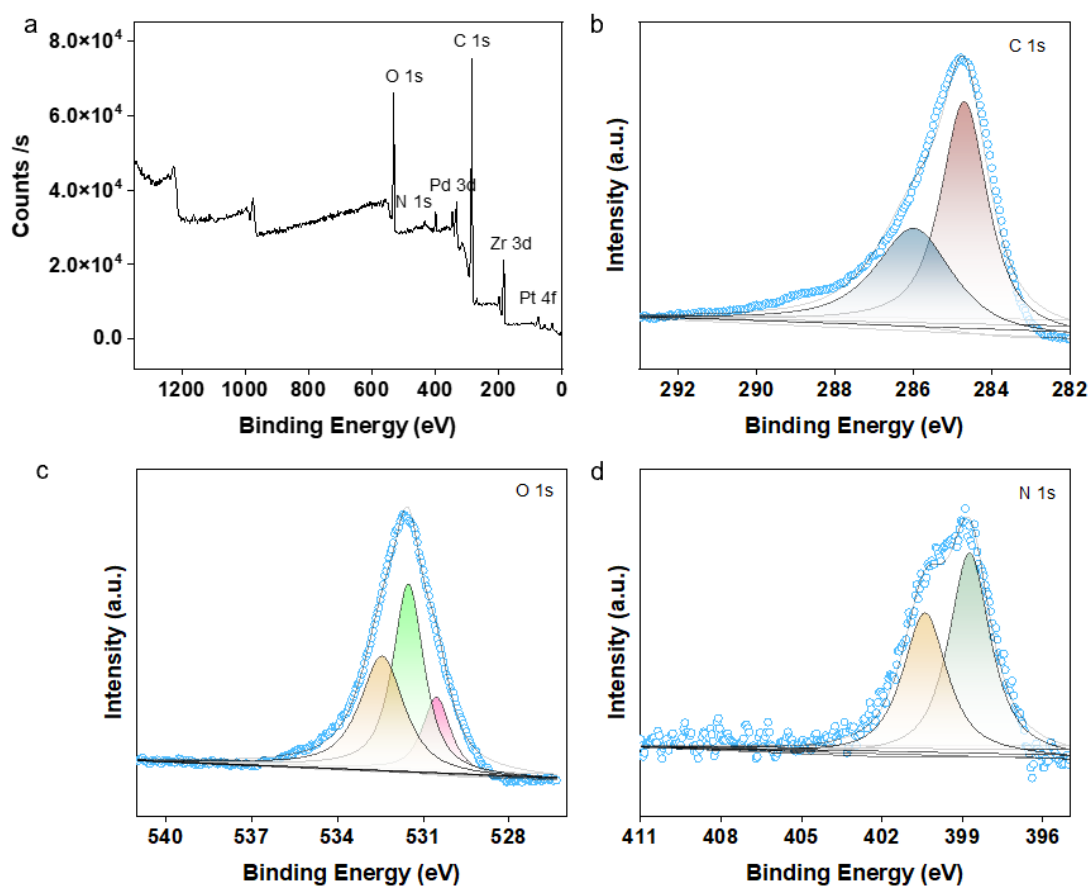 a
8.0×10⁴
6.0×10⁴
4.0×10⁴
2.0×10⁴
0.0
Counts /s
C 1s
O 1s
N 1s
Pd 3d
Zr 3d
Pt 4f
1200 1000 800 600 400 200 0
Binding Energy (eV)
b
C 1s
Intensity (a.u.)
292 290 288 286 284 282
Binding Energy (eV)
c
O 1s
Intensity (a.u.)
540 537 534 531 528
Binding Energy (eV)
d
N 1s
Intensity (a.u.)
411 408 405 402 399 396
Binding Energy (eV)